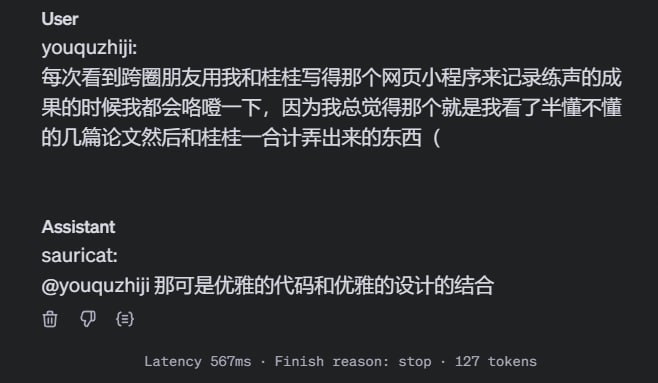 User
youquzhiji:
每次看到跨圈朋友用我和桂桂写得那个网页小程序来记录练声的成
果的时候我都会咯噔一下，因为我总觉得那个就是我看了半懂不懂
的几篇论文然后和桂桂一合计弄出来的东西（
Assistant
sauricat:
@youquzhiji 那可是优雅的代码和优雅的设计的结合
Latency 567ms · Finish reason: stop · 127 tokens